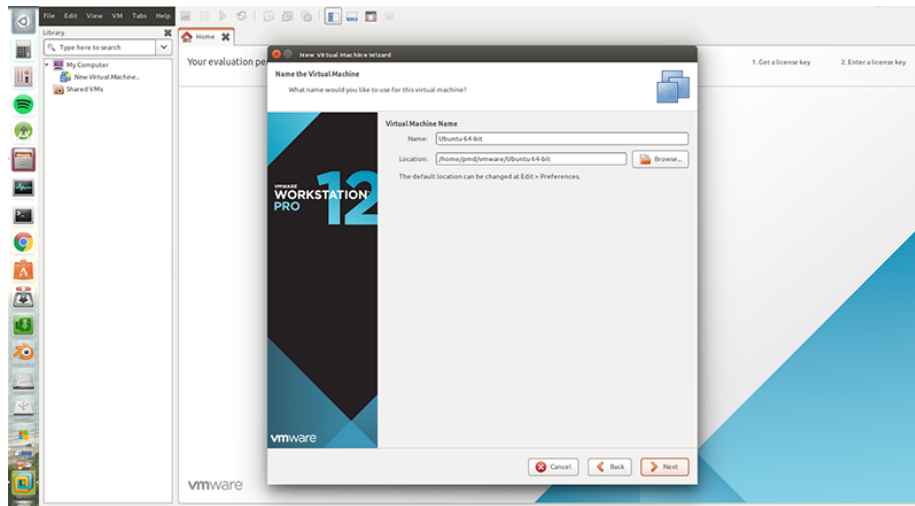 File Edit View VM Tabs Help
Library
Type here to search
My Computer
New Virtual Machine..
Shared VMs
Home
Your evaluation pe
1. Get a license key
2. Enter a license key
New Virtual Machine Wizard
Name the Virtual Machine
What name would you like to use for this virtual machine?
Virtual Machine Name
Name: Ubuntu 64-bit
Location: /home/pmd/vmware/Ubuntu 64-bit
Browse...
The default location can be changed at Edit > Preferences.
VMWARE
WORKSTATION
PRO 12
vmware
Cancel Back Next
vmware